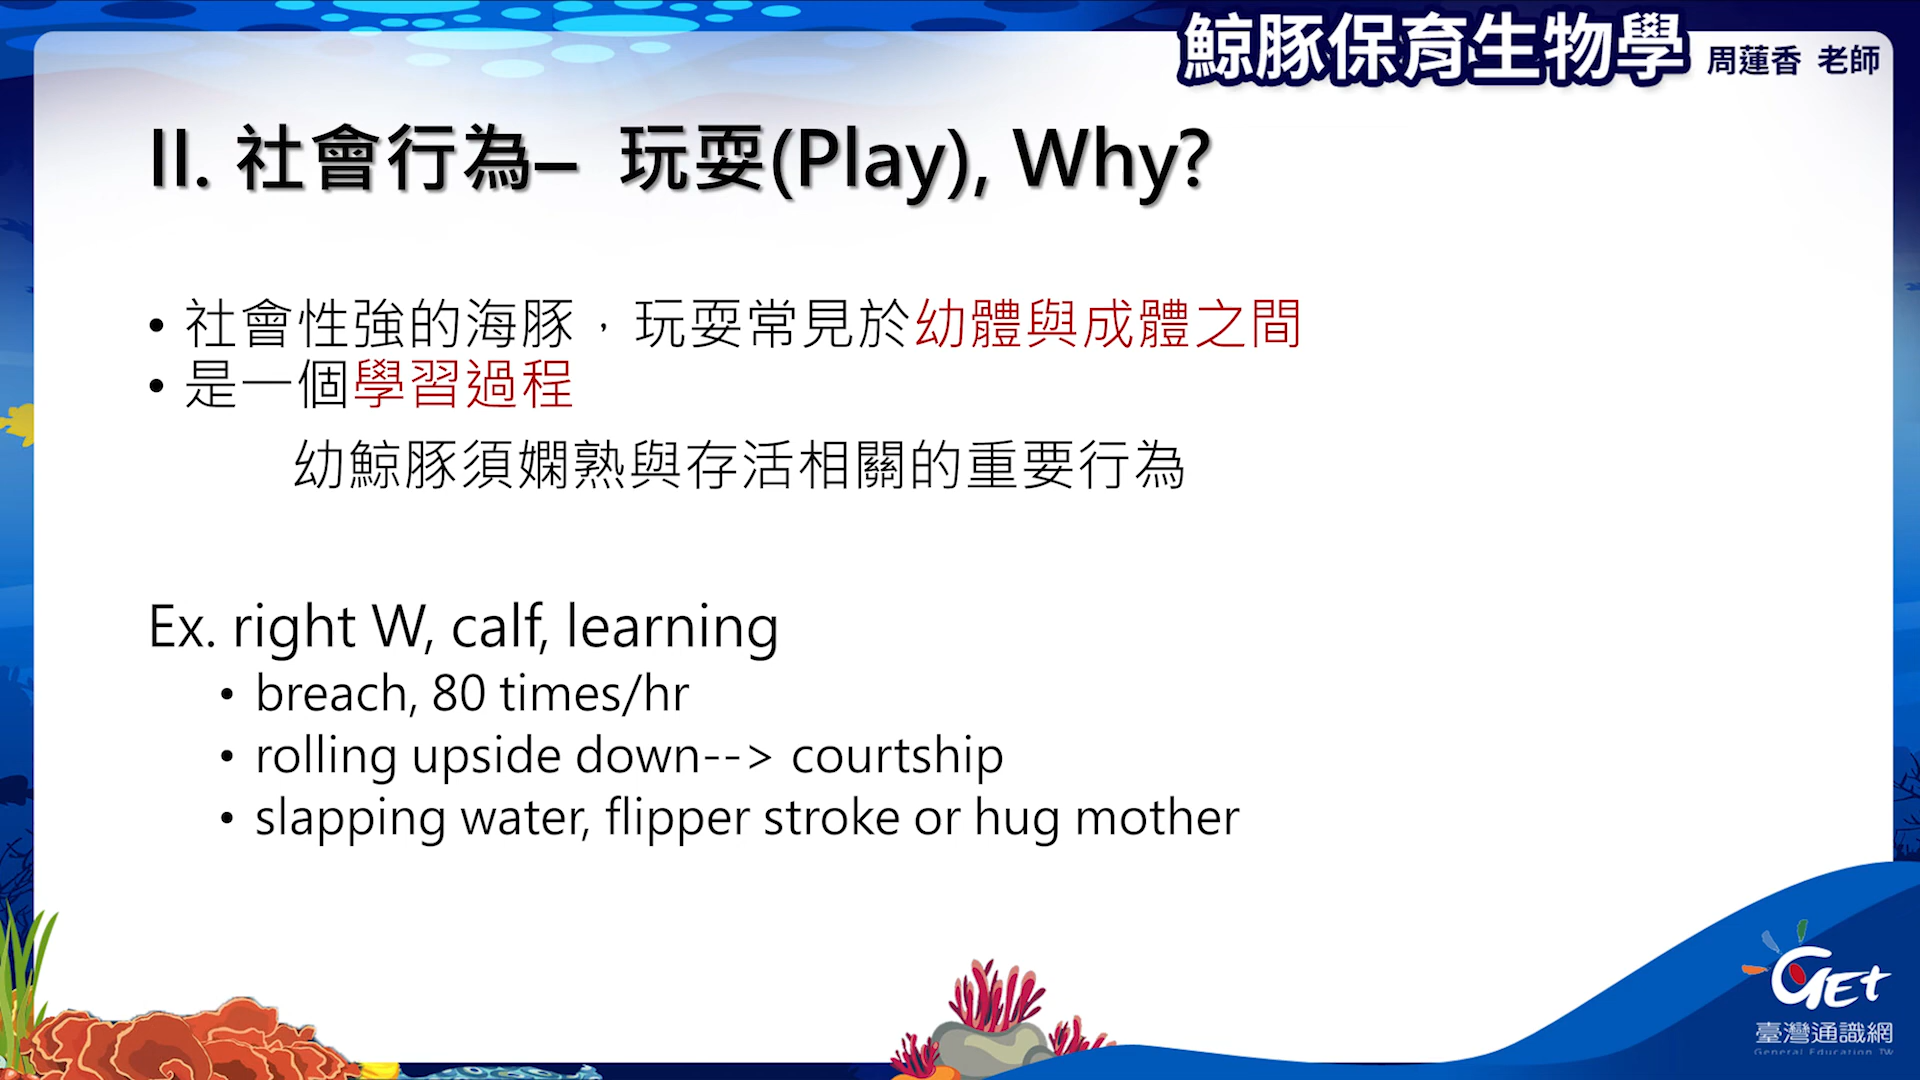 鯨豚保育生物學 周蓮香 老師
II. 社會行為– 玩耍(Play), Why?
• 社會性強的海豚，玩耍常見於幼體與成體之間
• 是一個學習過程
幼鯨豚須嫻熟與存活相關的重要行為
Ex. right W, calf, learning
• breach, 80 times/hr
• rolling upside down--> courtship
• slapping water, flipper stroke or hug mother
GEt
臺灣通識網
General Education TW